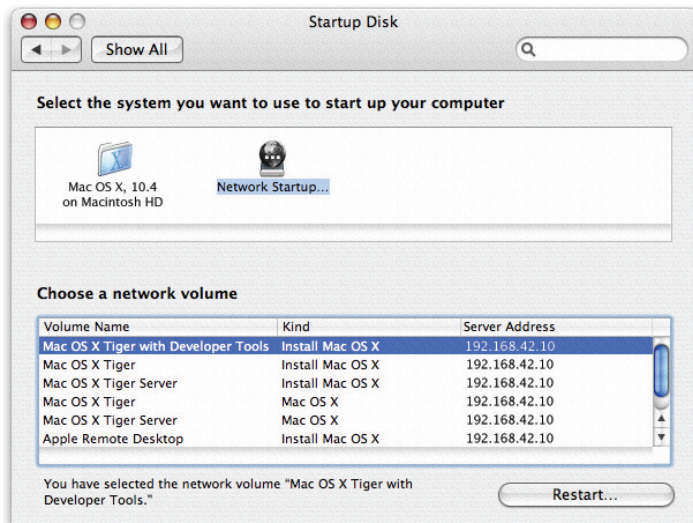 Startup Disk
Show All
Select the system you want to use to start up your computer
Mac OS X, 10.4
on Macintosh HD
Network Startup...
Choose a network volume
Volume Name Kind Server Address
Mac OS X Tiger with Developer Tools Install Mac OS X 192.168.42.10
Mac OS X Tiger Install Mac OS X 192.168.42.10
Mac OS X Tiger Server Install Mac OS X 192.168.42.10
Mac OS X Tiger Mac OS X 192.168.42.10
Mac OS X Tiger Server Mac OS X 192.168.42.10
Apple Remote Desktop Install Mac OS X 192.168.42.10
You have selected the network volume “Mac OS X Tiger with
Developer Tools.”
Restart...